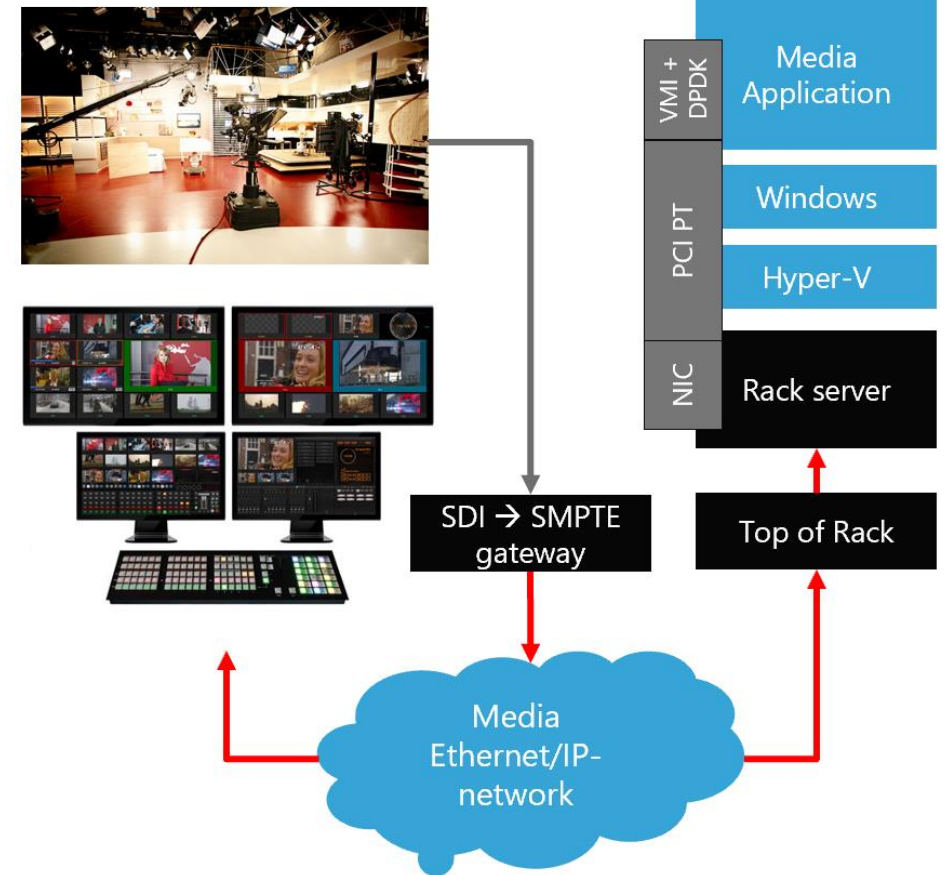 VMI +
DPDK
Media
Application
PCI PT
Windows
Hyper-V
NIC
Rack server
SDI → SMPTE
gateway
Top of Rack
Media
Ethernet/IP-
network